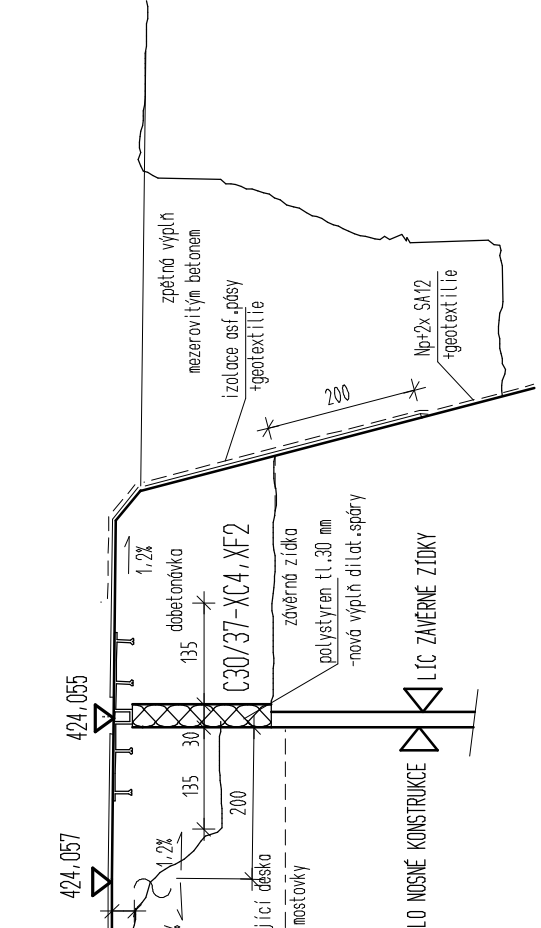 zpětná výplň
mezerovitým betonem
izolace asf.pásy
+geotextilie
Np+2x SA12
+geotextilie
200
1,2%
dobetonávka
C30/37-XC4,XF2
závěrná zídka
polystyren tl.30 mm
-nová výplň dilat.spáry
135
30
135
200
424,055
424,057
1,2%
%
LÍC ZÁVĚRNÉ ZÍDKY
LO NOSNÉ KONSTRUKCE
jící deska
mostovky